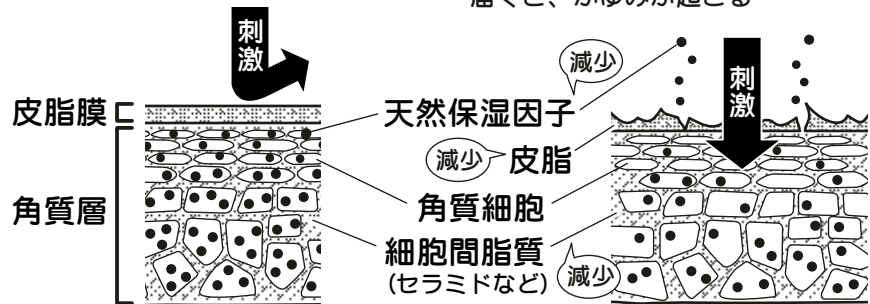 届くと、かゆみが起こる
刺激
減少
刺激
皮脂膜
天然保湿因子
減少
皮脂
角質層
角質細胞
細胞間脂質
(セラミドなど)
減少